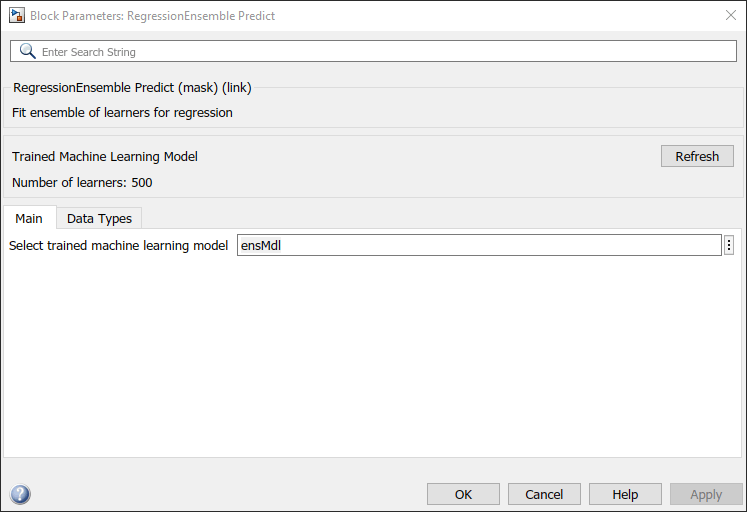 Block Parameters: RegressionEnsemble Predict
Enter Search String
RegressionEnsemble Predict (mask) (link)
Fit ensemble of learners for regression
Trained Machine Learning Model
Refresh
Number of learners: 500
Main Data Types
Select trained machine learning model ensMdl
? OK Cancel Help Apply